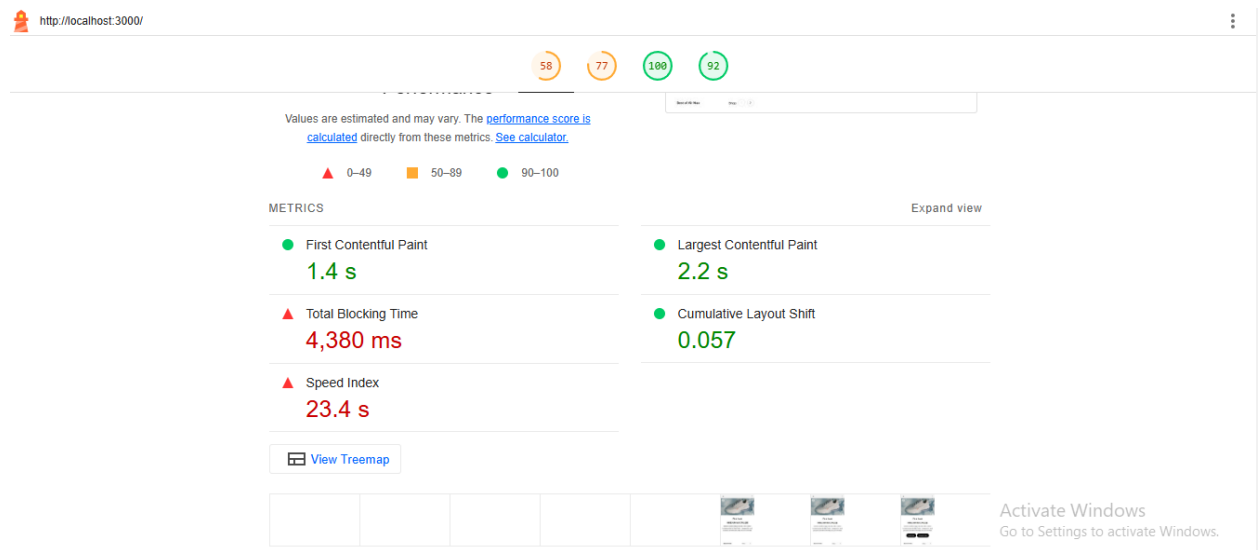 http://localhost:3000/
58 77 100 92
Performance
Values are estimated and may vary. The performance score is
calculated directly from these metrics. See calculator.
0–49 50–89 90–100
METRICS
Expand view
First Contentful Paint
1.4 s
Largest Contentful Paint
2.2 s
Total Blocking Time
4,380 ms
Cumulative Layout Shift
0.057
Speed Index
23.4 s
View Treemap
Activate Windows
Go to Settings to activate Windows.